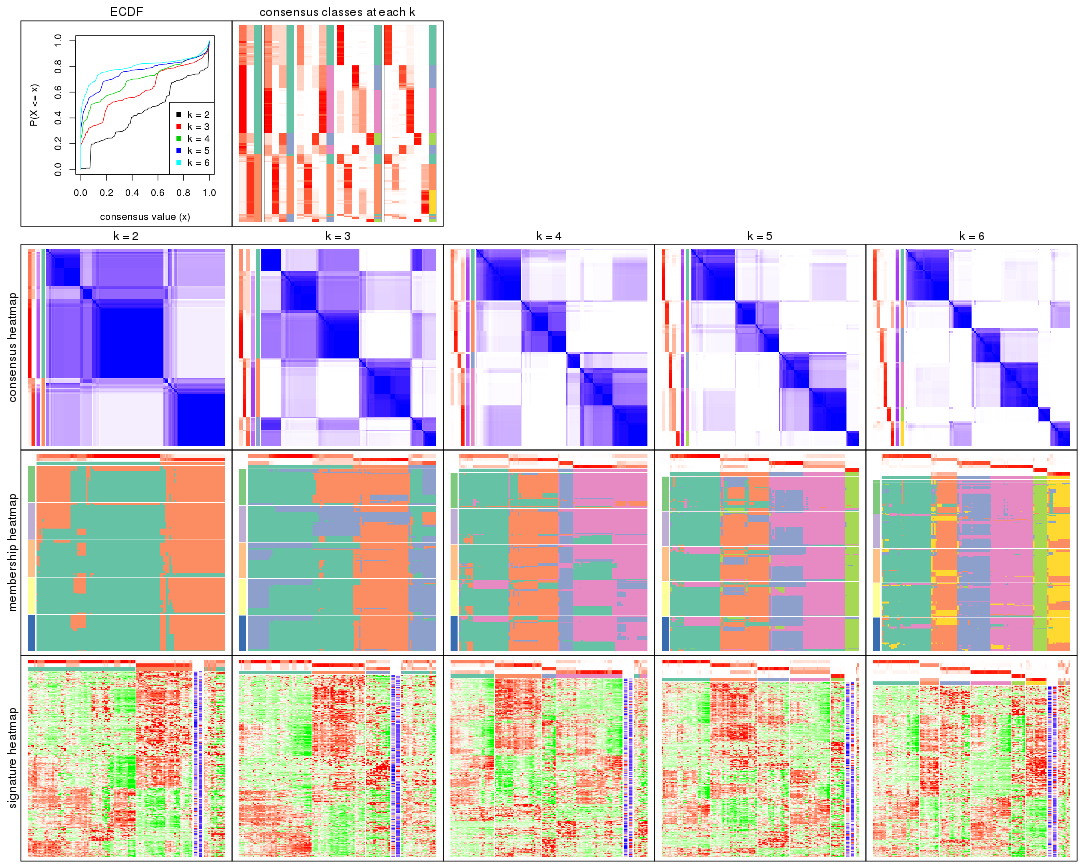 ECDF
consensus classes at each k
P(X <= x)
0.0
0.2
0.4
0.6
0.8
1.0
k = 2
k = 3
k = 4
k = 5
k = 6
0.0 0.2 0.4 0.6 0.8 1.0
consensus value (x)
k = 2
k = 3
k = 4
k = 5
k = 6
consensus heatmap
membership heatmap
signature heatmap